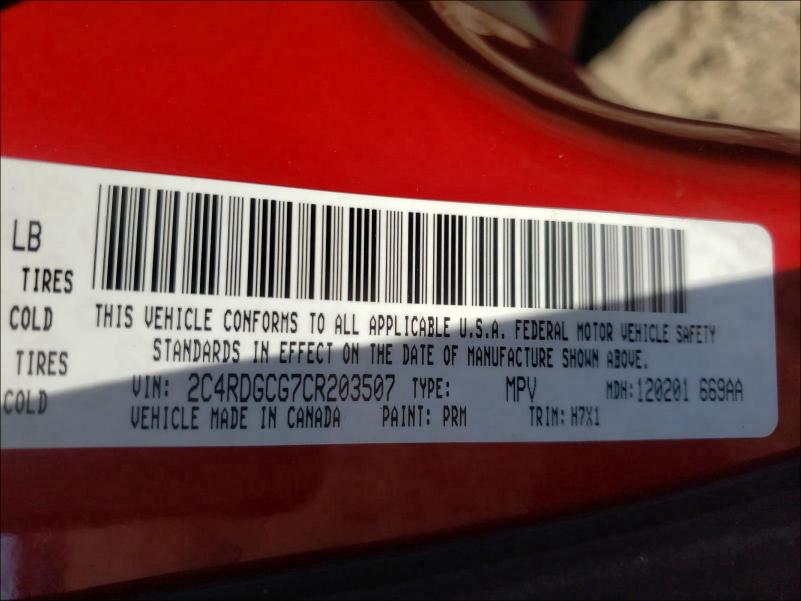 LB
TIRES
COLD
TIRES
COLD
THIS VEHICLE CONFORMS TO ALL APPLICABLE U.S.A. FEDERAL MOTOR VEHICLE SAFETY
STANDARDS IN EFFECT ON THE DATE OF MANUFACTURE SHOWN ABOVE.
VIN: 2C4RDGCG7CR203507 TYPE: MPV MDH:120201 669AA
VEHICLE MADE IN CANADA PAINT: PRM TRIM: H7X1